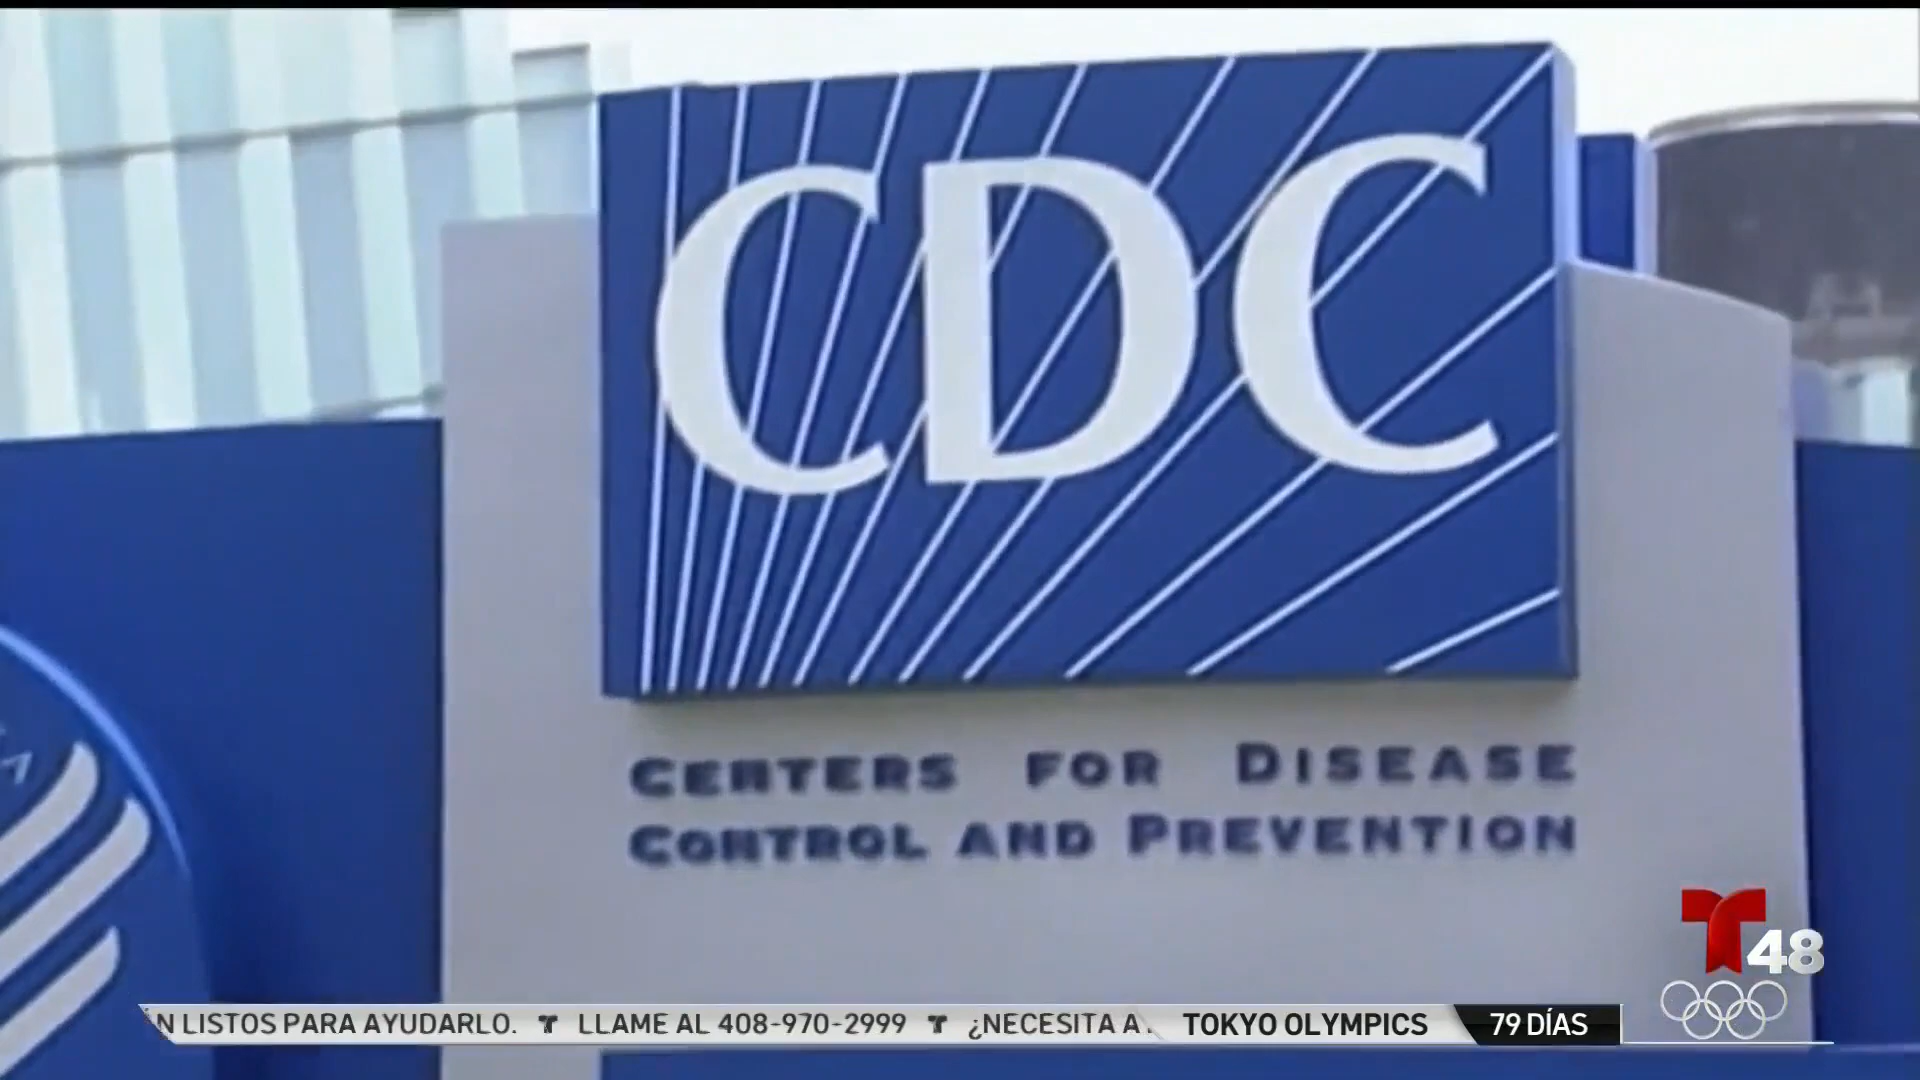 CDC
CENTERS FOR DISEASE
CONTROL AND PREVENTION
48
N LISTOS PARA AYUDARLO. LLAME AL 408-970-2999 ¿NECESITA A TOKYO OLYMPICS 79 DÍAS